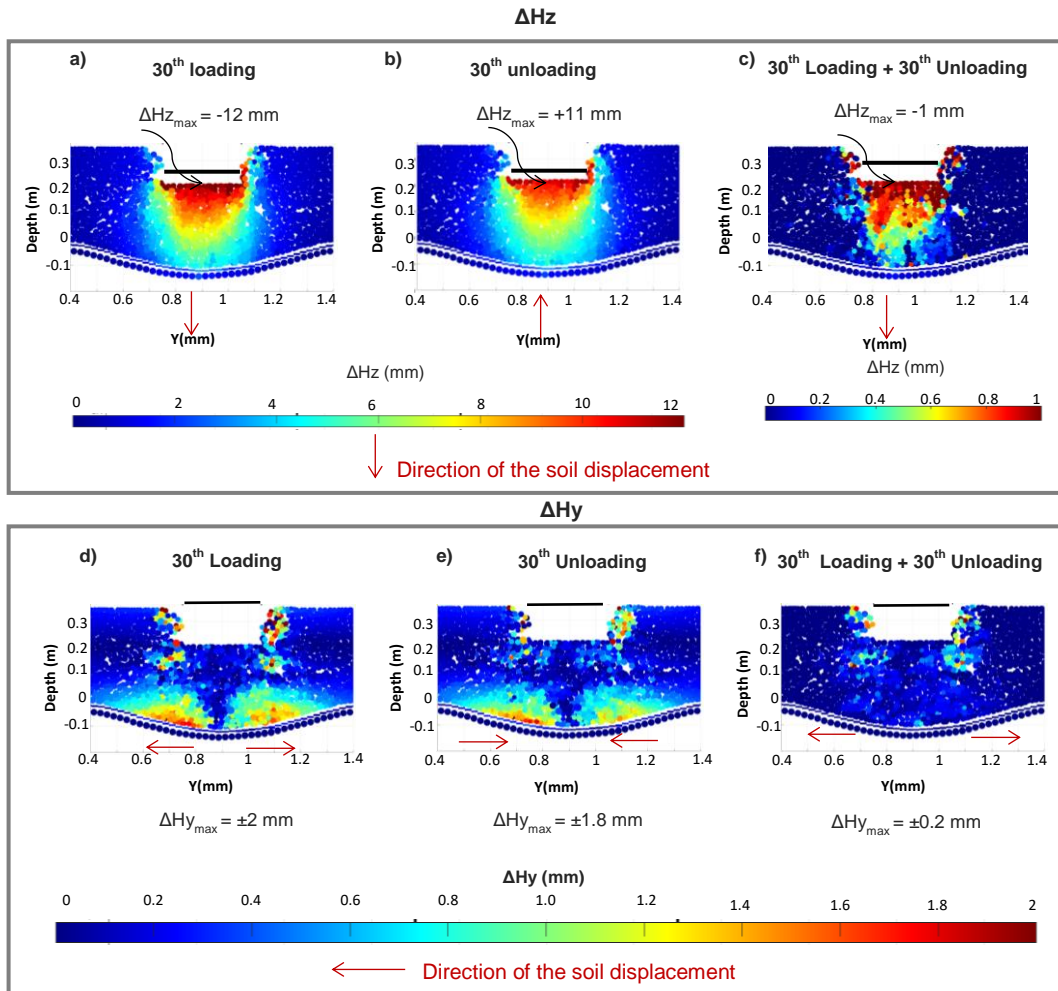 ΔHz
a)
30th loading
ΔHzmax = -12 mm
Depth (m)
0.3
0.2
0.1
0
-0.1
0.4 0.6 0.8 1 1.2 1.4
Y(mm)
b)
30th unloading
ΔHzmax = +11 mm
Depth (m)
0.3
0.2
0.1
0
-0.1
0.4 0.6 0.8 1 1.2 1.4
Y(mm)
c)
30th Loading + 30th Unloading
ΔHzmax = -1 mm
Depth (m)
0.3
0.2
0.1
0
-0.1
0.4 0.6 0.8 1 1.2 1.4
Y(mm)
ΔHz (mm)
0 2 4 6 8 10 12
ΔHz (mm)
0 0.2 0.4 0.6 0.8 1
Direction of the soil displacement
ΔHy
d)
30th Loading
Depth (m)
0.3
0.2
0.1
0
-0.1
0.4 0.6 0.8 1 1.2 1.4
Y(mm)
ΔHymax = ±2 mm
e)
30th Unloading
Depth (m)
0.3
0.2
0.1
0
-0.1
0.4 0.6 0.8 1 1.2 1.4
Y(mm)
ΔHymax = ±1.8 mm
f)
30th Loading + 30th Unloading
Depth (m)
0.3
0.2
0.1
0
-0.1
0.4 0.6 0.8 1 1.2 1.4
Y(mm)
ΔHymax = ±0.2 mm
ΔHy (mm)
0 0.2 0.4 0.6 0.8 1.0 1.2 1.4 1.6 1.8 2
Direction of the soil displacement